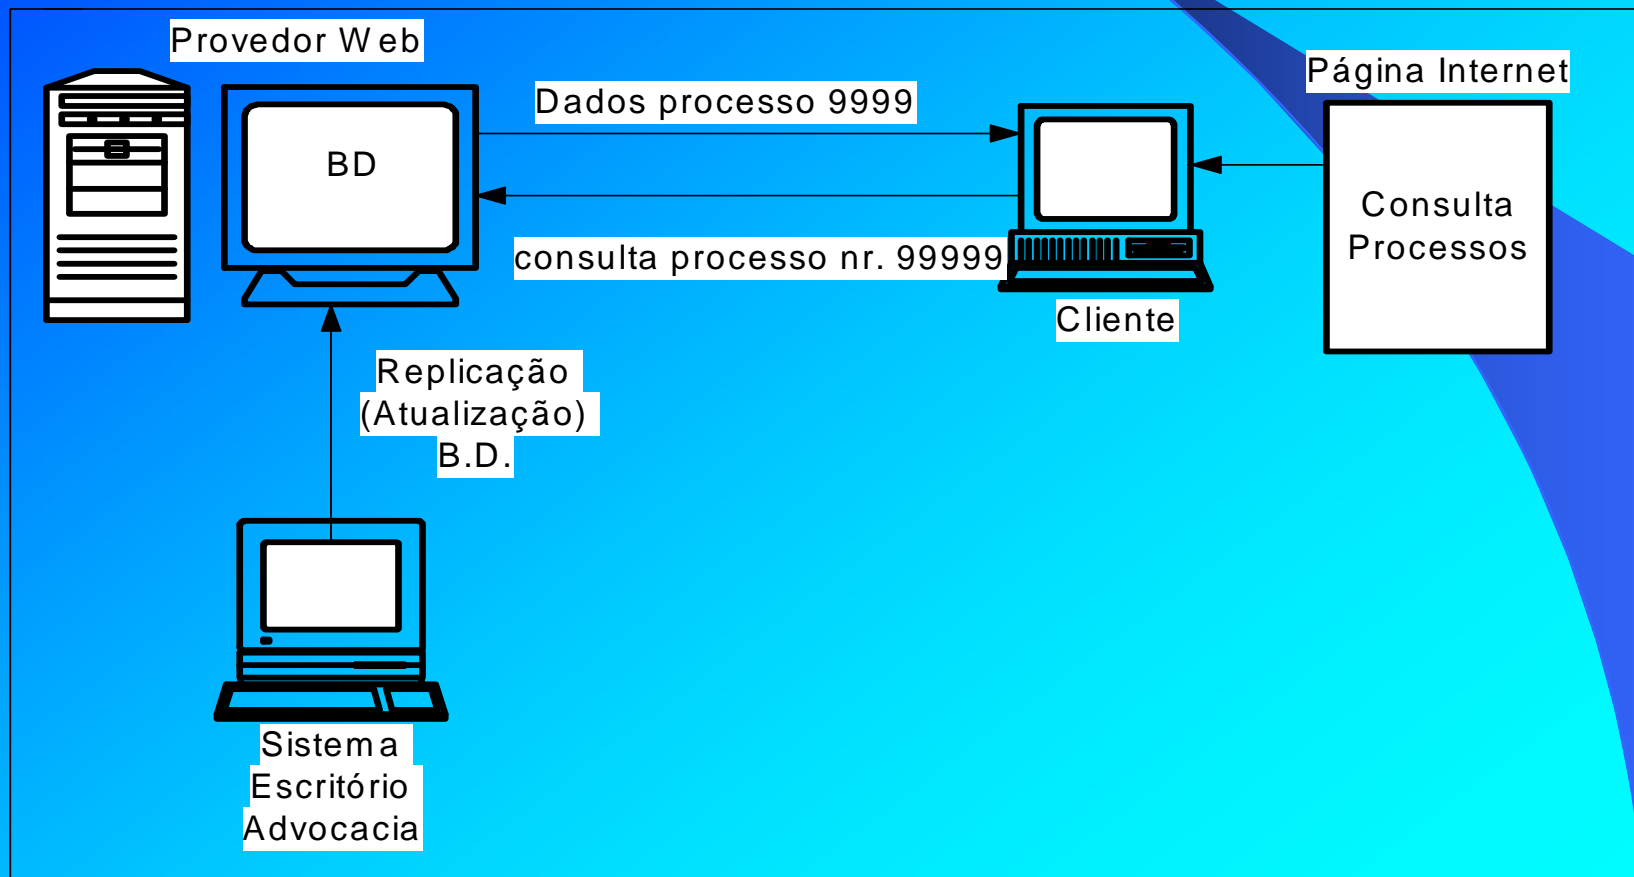 Provedor Web
Página Internet
Dados processo 9999
BD
Consulta
Processos
consulta processo nr. 99999
Cliente
Replicação
(Atualização)
B.D.
Sistema
Escritório
Advocacia